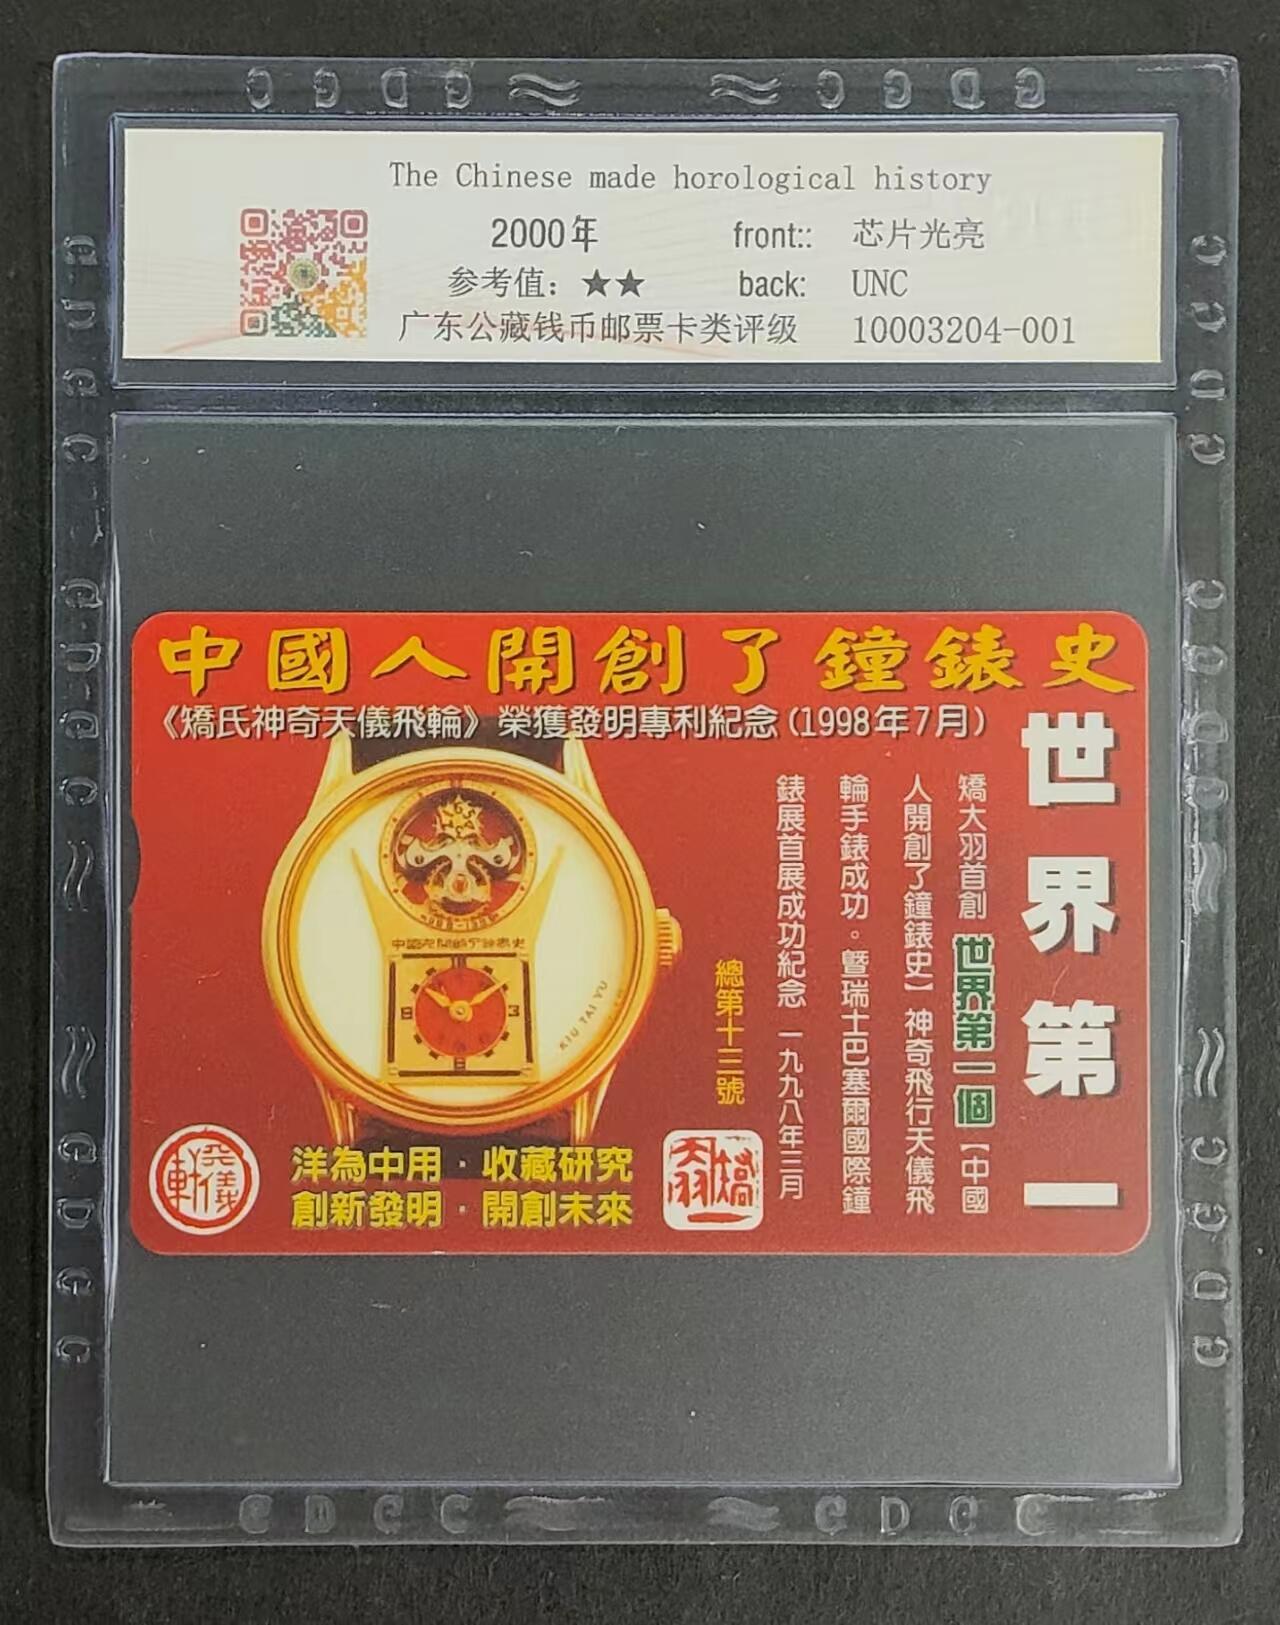 The Chinese made horological history
2000年
front:: 芯片光亮
参考值：★★
back: UNC
广东公藏钱币邮票卡类评级 10003204-001
中國人開創了鐘錶史
《矯氏神奇天儀飛輪》榮獲發明專利紀念(1998年7月)
世界第一
矯大羽首創世界第一個【中國
人開創了鐘錶史】神奇飛行天儀飛
輪手錶成功。暨瑞士巴塞爾國際鐘
錶展首展成功紀念 一九九八年三月
總第十三號
9
3
KIU TAI YU
洋為中用·收藏研究
創新發明·開創未來
矯大羽